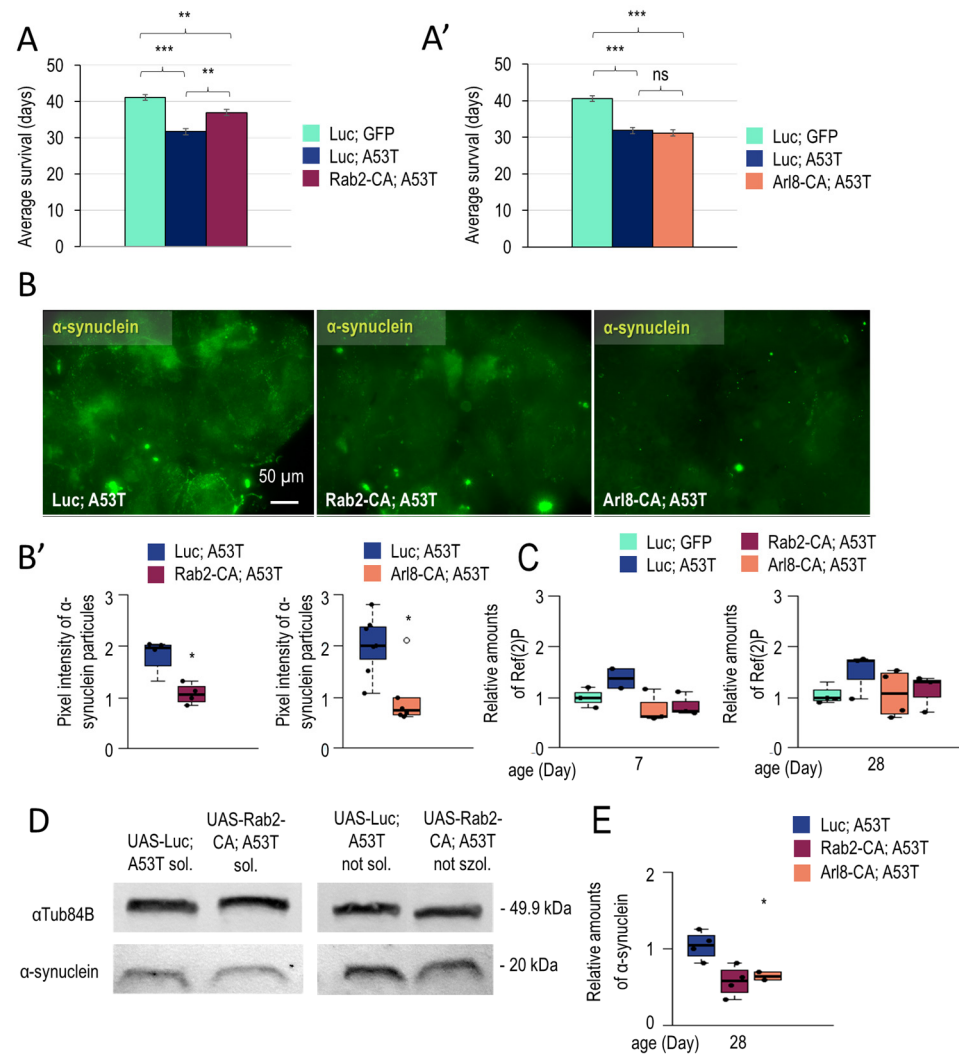 A
**
***
**
Average survival (days)
50
40
30
20
10
0
Luc; GFP
Luc; A53T
Rab2-CA; A53T
A’
***
***
ns
Average survival (days)
50
40
30
20
10
0
Luc; GFP
Luc; A53T
Arl8-CA; A53T
B
α-synuclein
α-synuclein
α-synuclein
50 µm
Luc; A53T
Rab2-CA; A53T
Arl8-CA; A53T
B’
Luc; A53T
Rab2-CA; A53T
Pixel intensity of α-
synuclein particules
3
2
1
0
*
Luc; A53T
Arl8-CA; A53T
Pixel intensity of α-
synuclein particules
3
2
1
0
*
C
Luc; GFP
Luc; A53T
Rab2-CA; A53T
Arl8-CA; A53T
Relative amounts
of Ref(2)P
3
2
1
0
age (Day)
7
Relative amounts
of Ref(2)P
3
2
1
0
age (Day)
28
D
UAS-Luc;
A53T sol.
UAS-Rab2-
CA; A53T
sol.
UAS-Luc;
A53T
not sol.
UAS-Rab2-
CA; A53T
not szol.
αTub84B
- 49.9 kDa
α-synuclein
- 20 kDa
E
Luc; A53T
Rab2-CA; A53T
Arl8-CA; A53T
Relative amounts
of α-synuclein
2
1
0
*
age (Day)
28